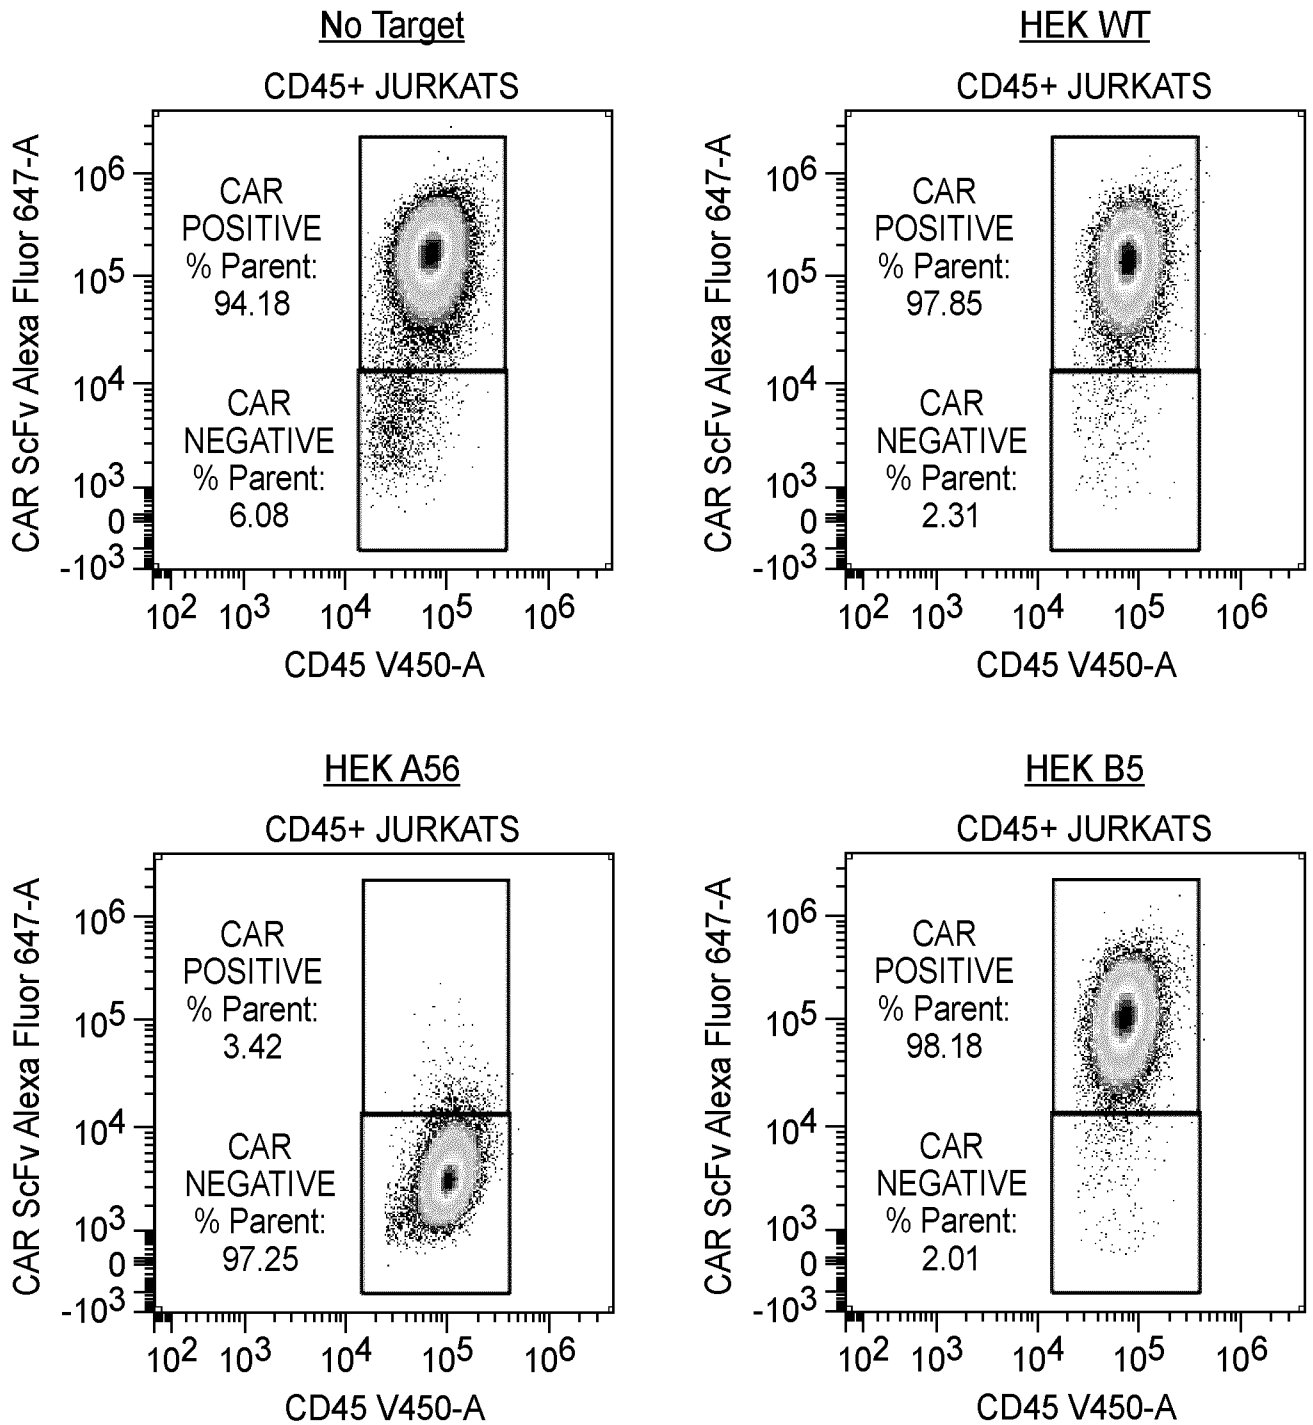 No Target
CD45+ JURKATS
CAR ScFv Alexa Fluor 647-A
10^6
10^5
10^4
10^3
0
-10^3
CAR
POSITIVE
% Parent:
94.18
CAR
NEGATIVE
% Parent:
6.08
10^2 10^3 10^4 10^5 10^6
CD45 V450-A
HEK WT
CD45+ JURKATS
CAR ScFv Alexa Fluor 647-A
10^6
10^5
10^4
10^3
0
-10^3
CAR
POSITIVE
% Parent:
97.85
CAR
NEGATIVE
% Parent:
2.31
10^2 10^3 10^4 10^5 10^6
CD45 V450-A
HEK A56
CD45+ JURKATS
CAR ScFv Alexa Fluor 647-A
10^6
10^5
10^4
10^3
0
-10^3
CAR
POSITIVE
% Parent:
3.42
CAR
NEGATIVE
% Parent:
97.25
10^2 10^3 10^4 10^5 10^6
CD45 V450-A
HEK B5
CD45+ JURKATS
CAR ScFv Alexa Fluor 647-A
10^6
10^5
10^4
10^3
0
-10^3
CAR
POSITIVE
% Parent:
98.18
CAR
NEGATIVE
% Parent:
2.01
10^2 10^3 10^4 10^5 10^6
CD45 V450-A